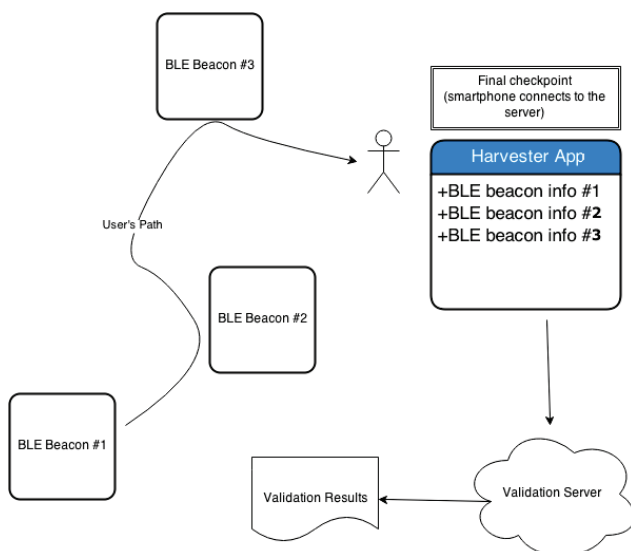 BLE Beacon #3
Final checkpoint
(smartphone connects to the
server)
Harvester App
+BLE beacon info #1
+BLE beacon info #2
+BLE beacon info #3
User's Path
BLE Beacon #2
BLE Beacon #1
Validation Results
Validation Server